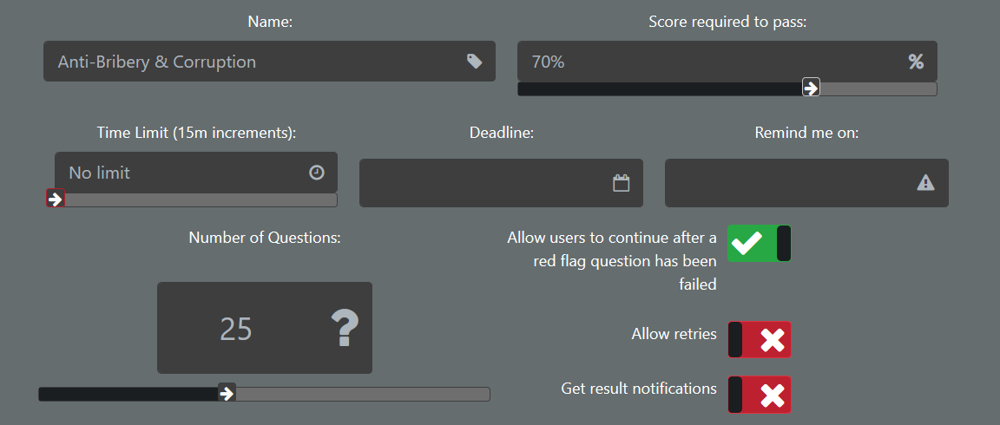 Name:
Score required to pass:
Anti-Bribery & Corruption
70%
%
Time Limit (15m increments):
Deadline:
Remind me on:
No limit
Number of Questions:
Allow users to continue after a
red flag question has been
failed
25
?
Allow retries
Get result notifications